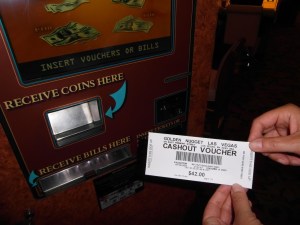 INSERT VOUCHERS OR BILLS
RECEIVE COINS HERE
RECEIVE BILLS HERE
GOLDEN NUGGET LAS VEGAS
CASHOUT VOUCHER
$42.00